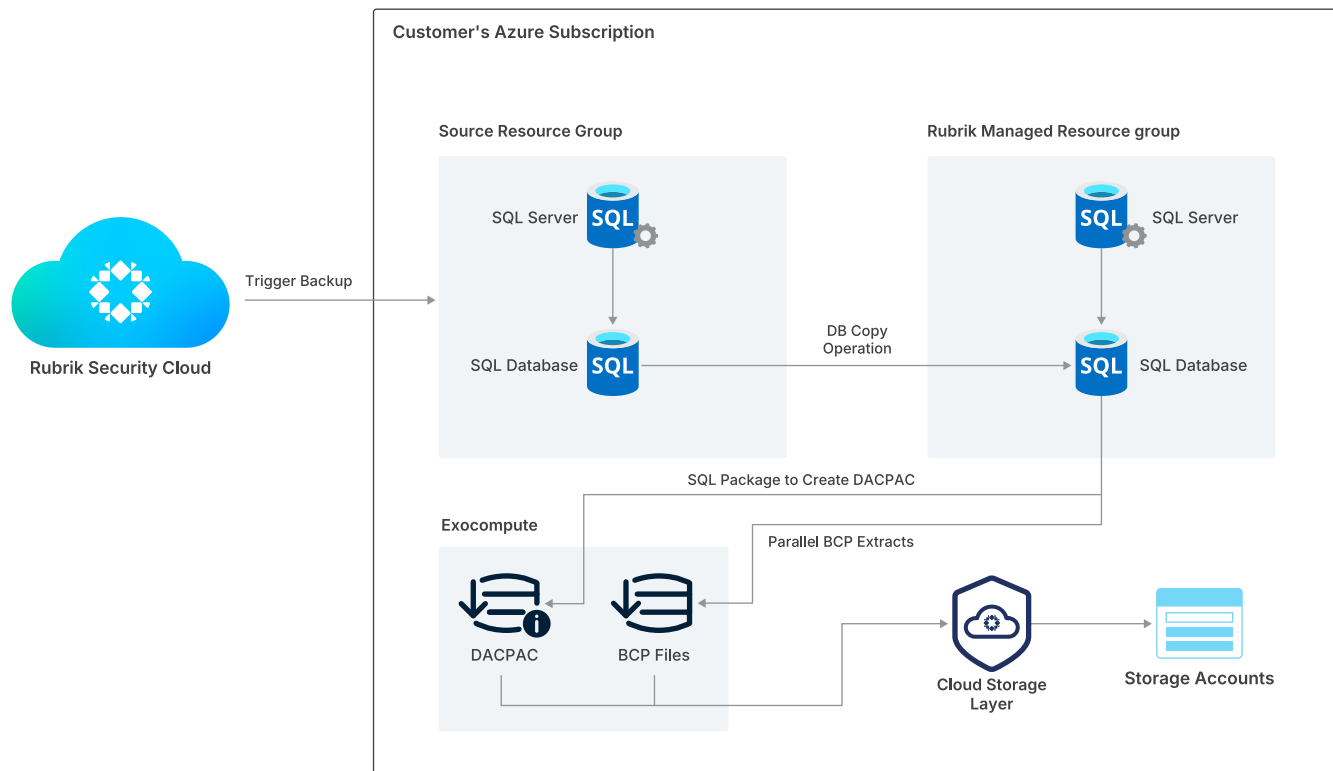 Customer's Azure Subscription
Source Resource Group
Rubrik Managed Resource group
SQL Server
SQL
SQL
SQL Server
Trigger Backup
Rubrik Security Cloud
DB Copy
Operation
SQL Database
SQL
SQL
SQL Database
SQL Package to Create DACPAC
Exocompute
Parallel BCP Extracts
i
DACPAC
BCP Files
Cloud Storage
Layer
Storage Accounts